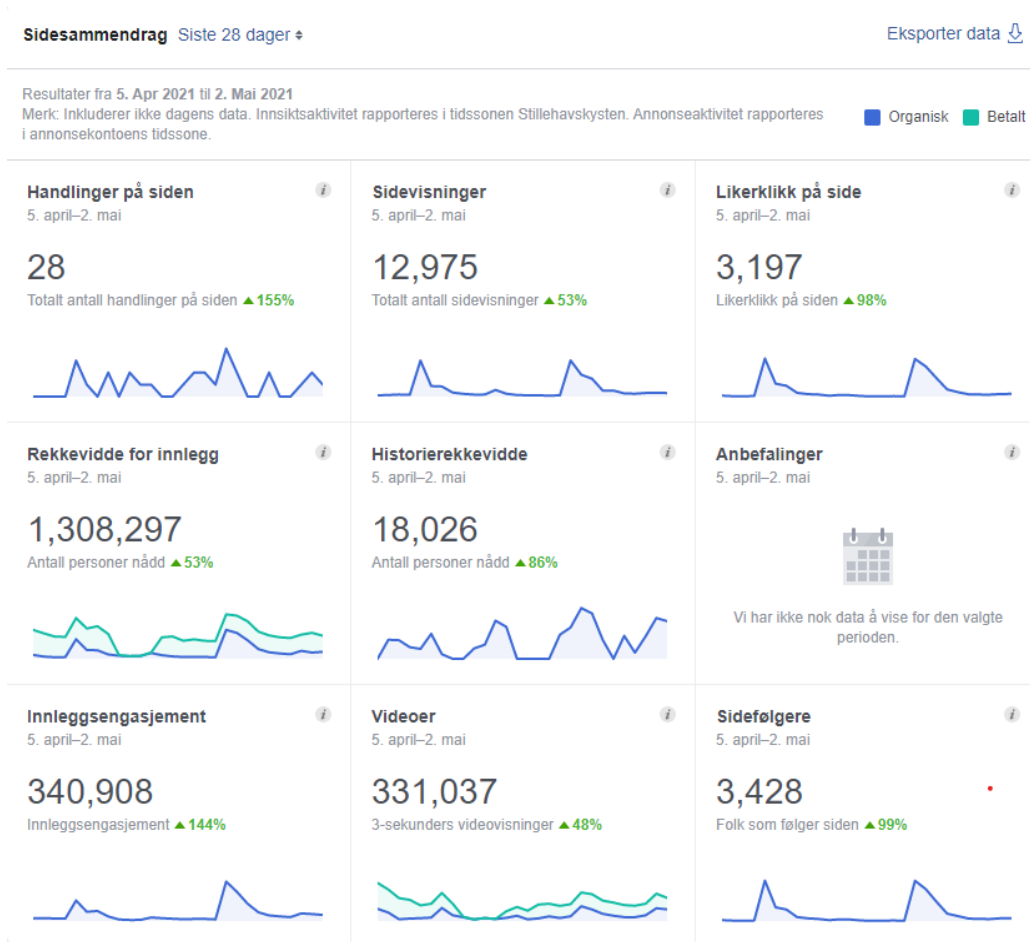 Sidesammendrag Siste 28 dager
Eksporter data
Resultater fra 5. Apr 2021 til 2. Mai 2021
Merk: Inkluderer ikke dagens data. Innsiktsaktivitet rapporteres i tidssonen Stillehavskysten. Annonseaktivitet rapporteres
i annonsekontoens tidssone.
Organisk Betalt
Handlinger på siden
5. april–2. mai
28
Totalt antall handlinger på siden ▲155%
Sidevisninger
5. april–2. mai
12,975
Totalt antall sidevisninger ▲53%
Likerklikk på side
5. april–2. mai
3,197
Likerklikk på siden ▲98%
Rekkevidde for innlegg
5. april–2. mai
1,308,297
Antall personer nådd ▲53%
Historierekkevidde
5. april–2. mai
18,026
Antall personer nådd ▲86%
Anbefalinger
5. april–2. mai
Vi har ikke nok data å vise for den valgte
perioden.
Innleggsengasjement
5. april–2. mai
340,908
Innleggsengasjement ▲144%
Videoer
5. april–2. mai
331,037
3-sekunders videovisninger ▲48%
Sidefølgere
5. april–2. mai
3,428
Folk som følger siden ▲99%